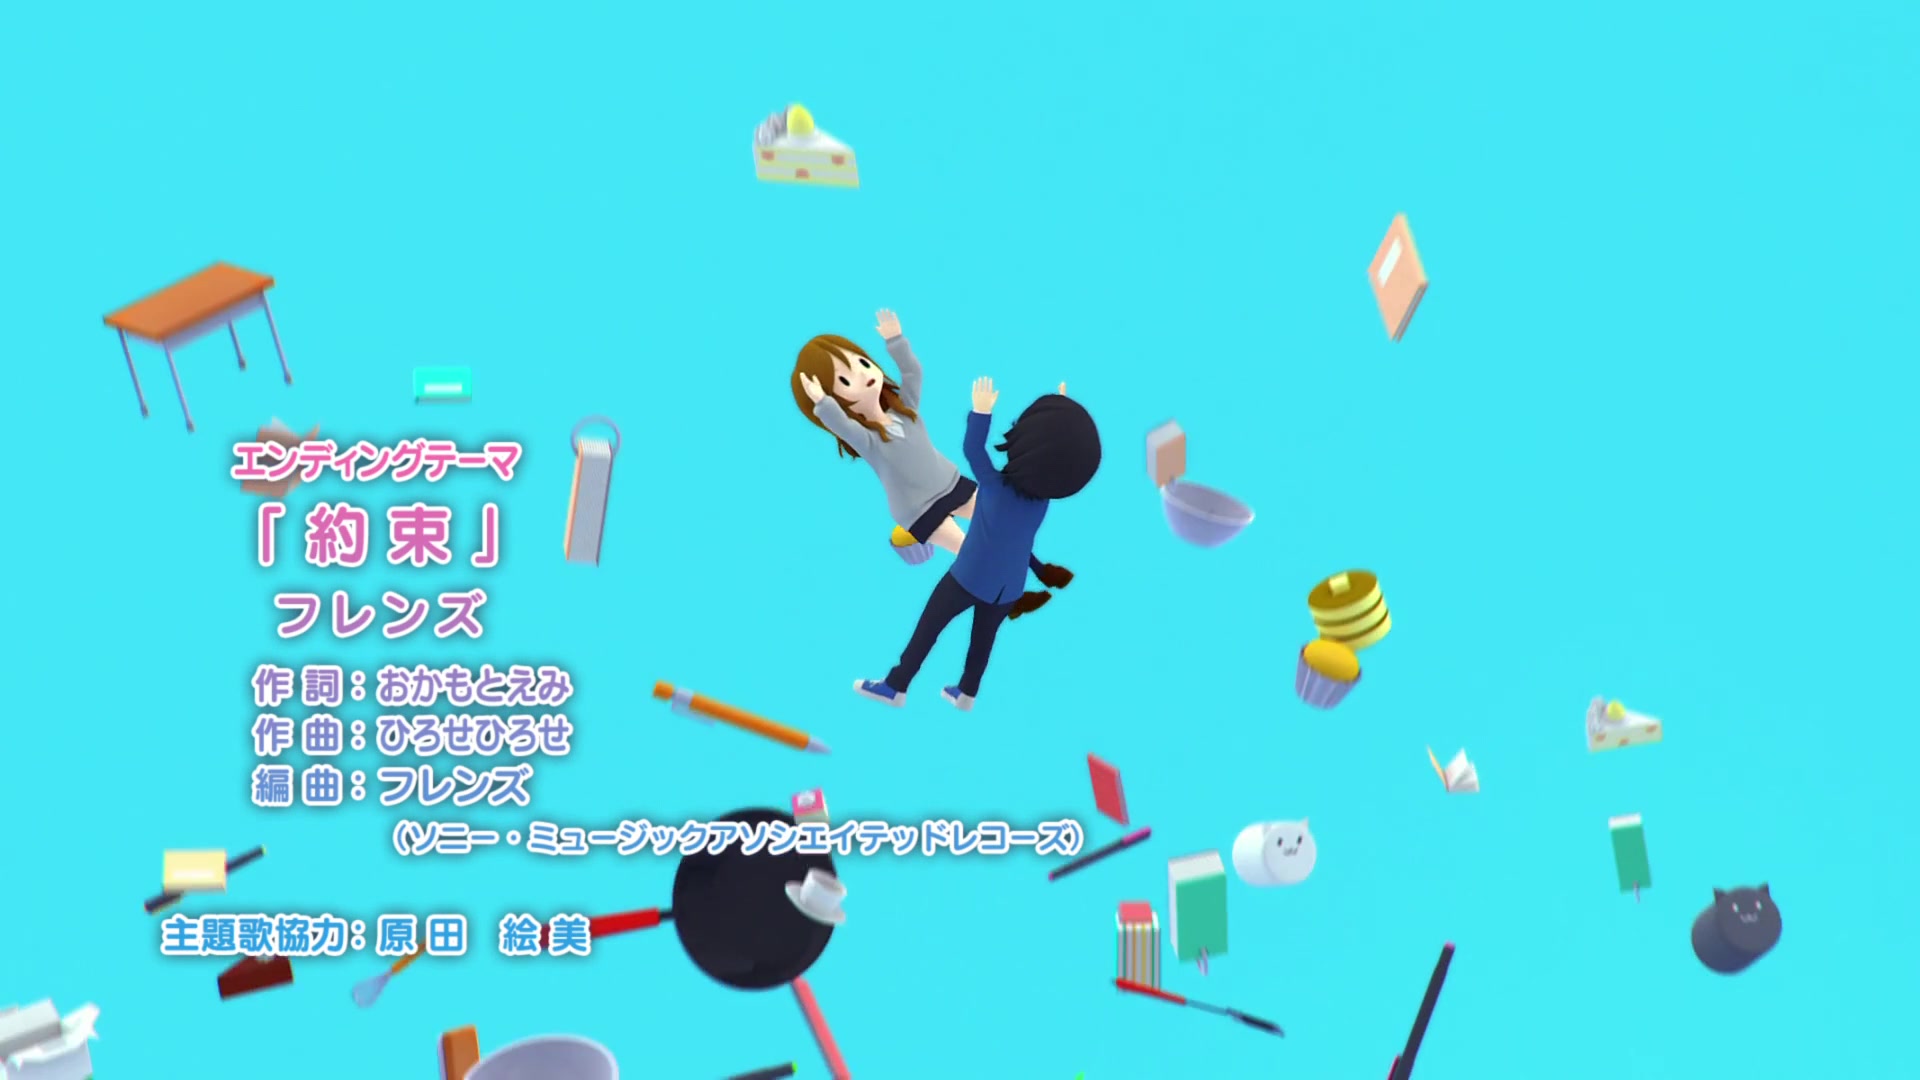 エンディングテーマ
「約束」
フレンズ
作詞：おかもとえみ
作曲：ひろせひろせ
編曲：フレンズ
（ソニー・ミュージックアソシエイテッドレコーズ）
主題歌協力：原田　絵美